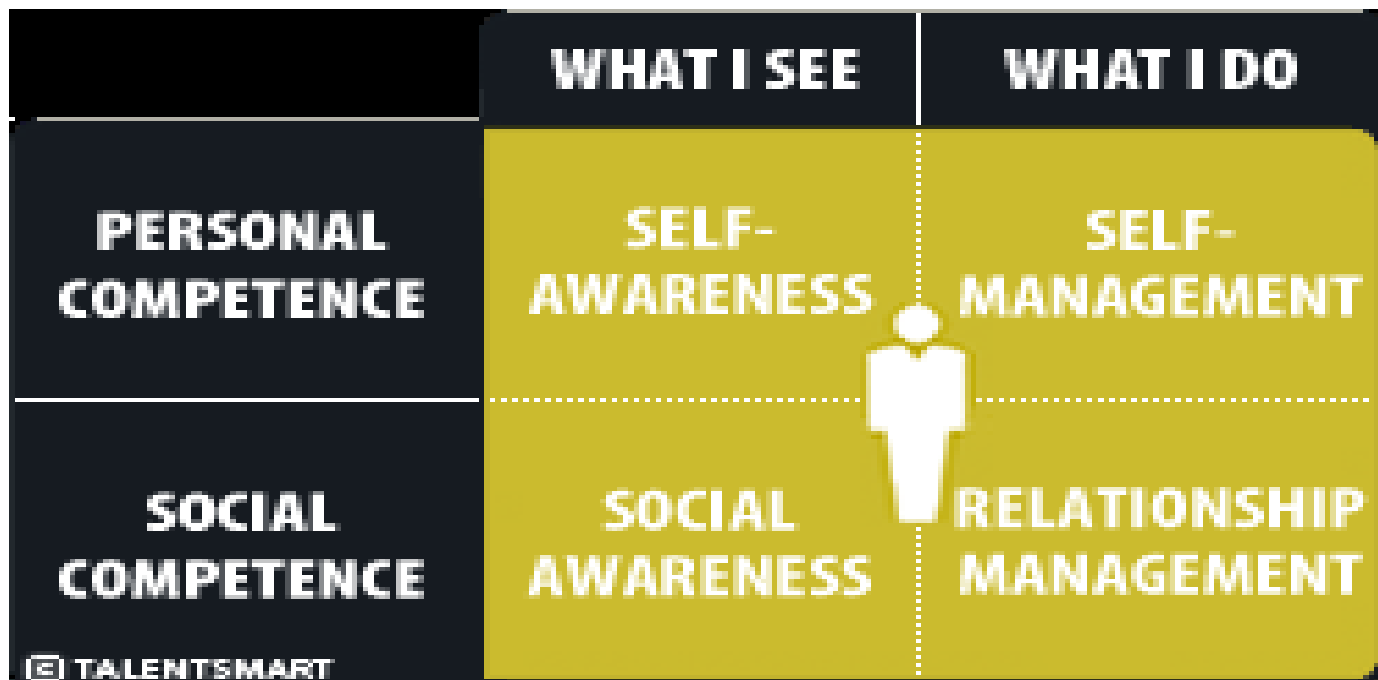 WHAT I SEE
WHAT I DO
PERSONAL
COMPETENCE
SELF-
AWARENESS
SELF-
MANAGEMENT
SOCIAL
COMPETENCE
SOCIAL
AWARENESS
RELATIONSHIP
MANAGEMENT
© TALENTSMART